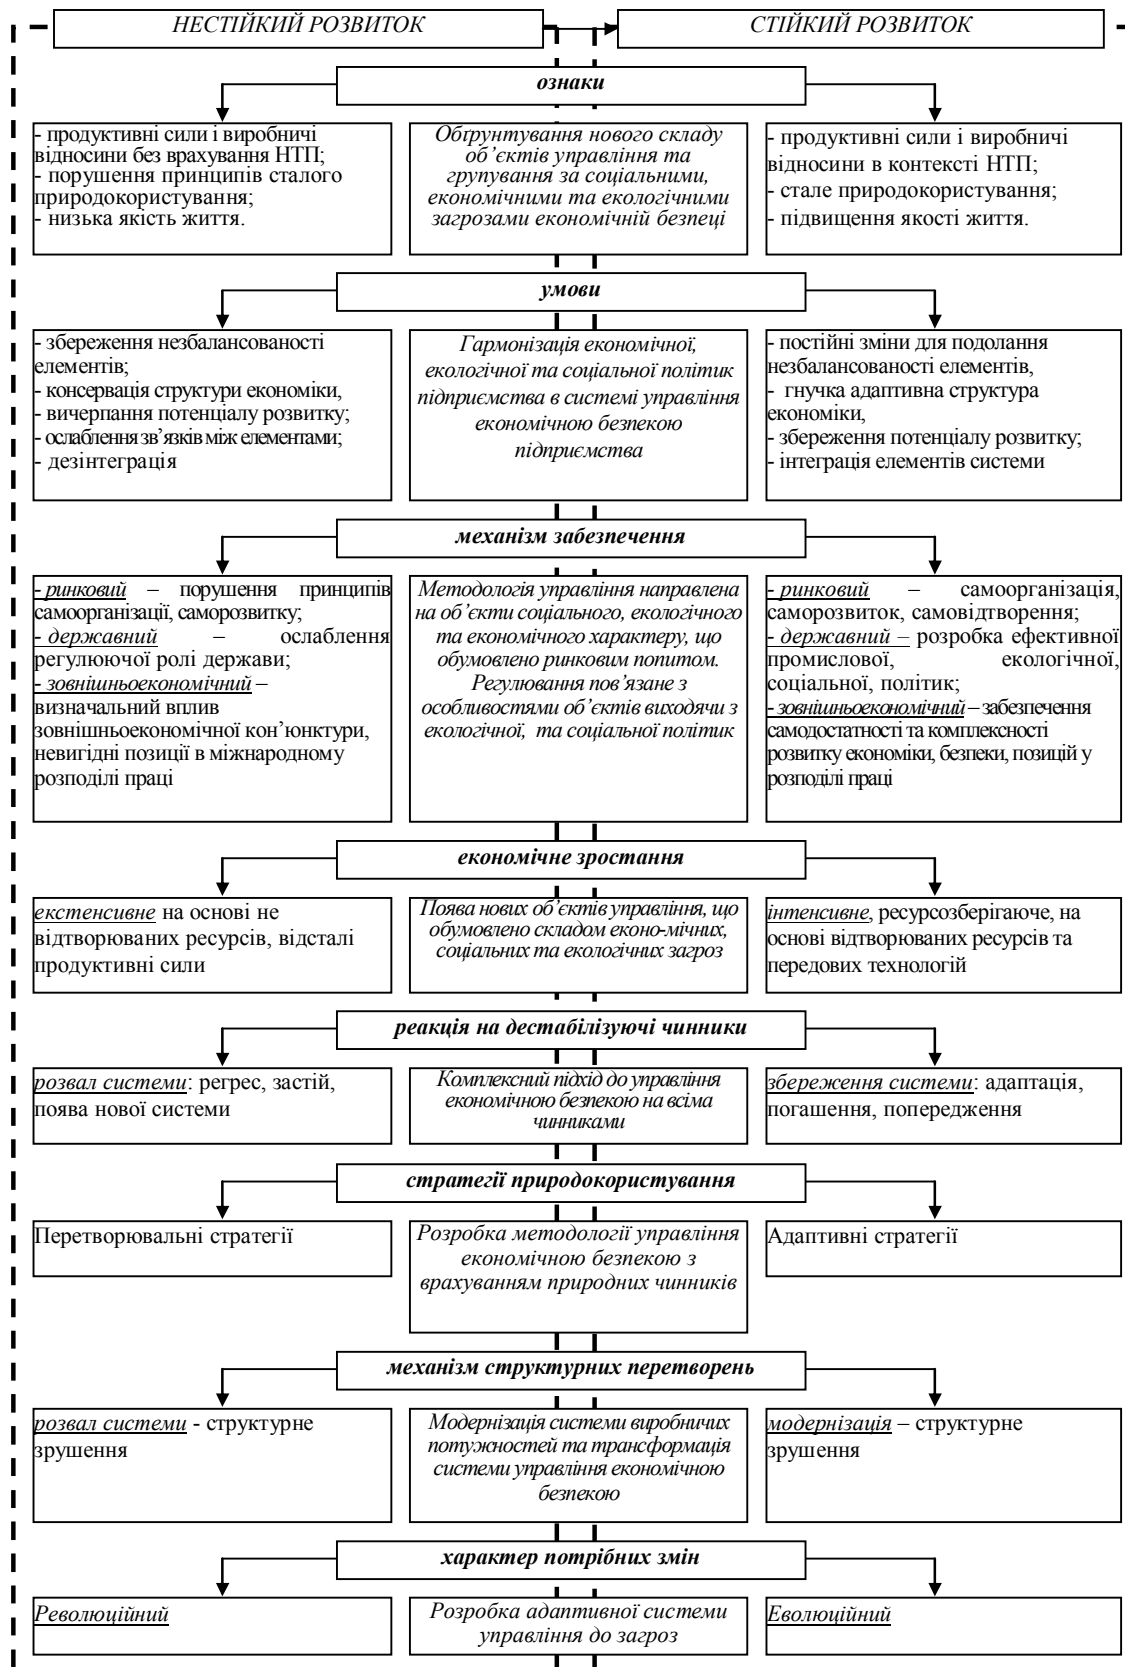 НЕСТІЙКИЙ РОЗВИТОК
СТІЙКИЙ РОЗВИТОК
ознаки
- продуктивні сили і виробничі
відносини без врахування НТП;
- порушення принципів сталого
природокористування;
- низька якість життя.
Обґрунтування нового складу
об’єктів управління та
групування за соціальними,
економічними та екологічними
загрозами економічній безпеці
- продуктивні сили і виробничі
відносини в контексті НТП;
- стале природокористування;
- підвищення якості життя.
умови
- збереження незбалансованості
елементів;
- консервація структури економіки,
- вичерпання потенціалу розвитку;
- ослаблення зв’язків між елементами;
- дезінтеграція
Гармонізація економічної,
екологічної та соціальної політик
підприємства в системі управління
економічною безпекою
підприємства
- постійні зміни для подолання
незбалансованості елементів,
- гнучка адаптивна структура
економіки,
- збереження потенціалу розвитку;
- інтеграція елементів системи
механізм забезпечення
- ринковий – порушення принципів
самоорганізації, саморозвитку;
- державний – ослаблення
регулюючої ролі держави;
- зовнішньоекономічний –
визначальний вплив
зовнішньоекономічної кон’юнктури,
невигідні позиції в міжнародному
розподілі праці
Методологія управління направлена
на об’єкти соціального, екологічного
та економічного характеру, що
обумовлено ринковим попитом.
Регулювання пов’язане з
особливостями об’єктів виходячи з
екологічної, та соціальної політик
- ринковий – самоорганізація,
саморозвиток, самовідтворення;
- державний – розробка ефективної
промислової, екологічної,
соціальної, політик;
- зовнішньоекономічний – забезпечення
самодостатності та комплексності
розвитку економіки, безпеки, позицій у
розподілі праці
економічне зростання
екстенсивне на основі не
відтворюваних ресурсів, відсталі
продуктивні сили
Поява нових об’єктів управління, що
обумовлено складом еконо-мічних,
соціальних та екологічних загроз
інтенсивне, ресурсозберігаюче, на
основі відтворюваних ресурсів та
передових технологій
реакція на дестабілізуючі чинники
розвал системи: регрес, застій,
поява нової системи
Комплексний підхід до управління
економічною безпекою на всіма
чинниками
збереження системи: адаптація,
погашення, попередження
стратегії природокористування
Перетворювальні стратегії
Розробка методології управління
економічною безпекою з
врахуванням природних чинників
Адаптивні стратегії
механізм структурних перетворень
розвал системи - структурне
зрушення
Модернізація системи виробничих
потужностей та трансформація
системи управління економічною
безпекою
модернізація – структурне
зрушення
характер потрібних змін
Революційний
Розробка адаптивної системи
управління до загроз
Еволюційний